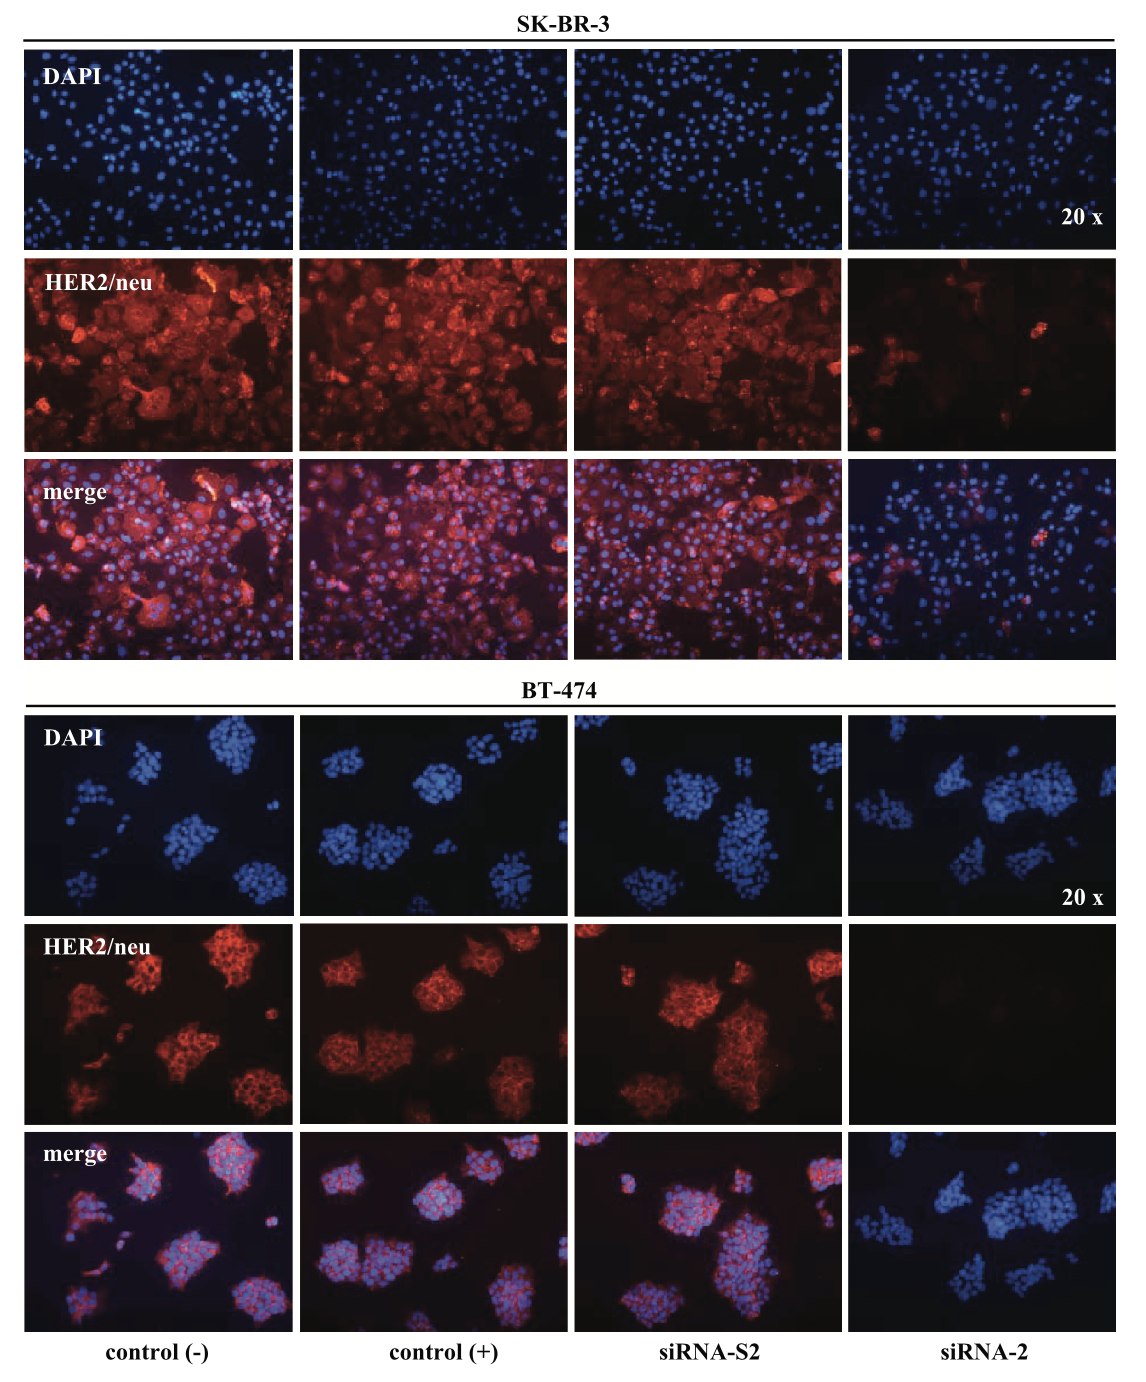 SK-BR-3
DAPI
20 x
HER2/neu
merge
BT-474
DAPI
20 x
HER2/neu
merge
control (-)
control (+)
siRNA-S2
siRNA-2